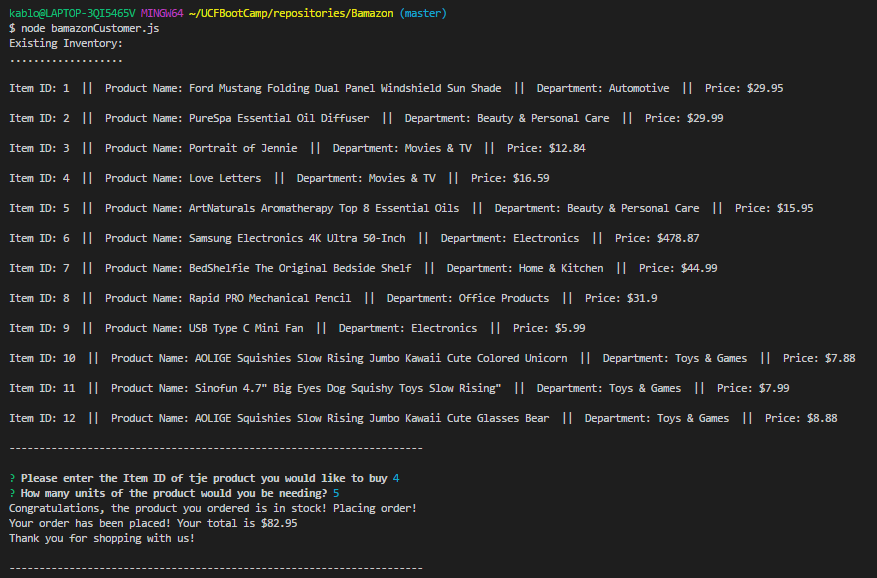 kablo@LAPTOP-3QI5465V MINGW64 ~/UCFBootCamp/repositories/Bamazon (master)
$ node bamazonCustomer.js
Existing Inventory:
...................
Item ID: 1  ||  Product Name: Ford Mustang Folding Dual Panel Windshield Sun Shade  ||  Department: Automotive  ||  Price: $29.95
Item ID: 2  ||  Product Name: PureSpa Essential Oil Diffuser  ||  Department: Beauty & Personal Care  ||  Price: $29.99
Item ID: 3  ||  Product Name: Portrait of Jennie  ||  Department: Movies & TV  ||  Price: $12.84
Item ID: 4  ||  Product Name: Love Letters  ||  Department: Movies & TV  ||  Price: $16.59
Item ID: 5  ||  Product Name: ArtNaturals Aromatherapy Top 8 Essential Oils  ||  Department: Beauty & Personal Care  ||  Price: $15.95
Item ID: 6  ||  Product Name: Samsung Electronics 4K Ultra 50-Inch  ||  Department: Electronics  ||  Price: $478.87
Item ID: 7  ||  Product Name: BedShelfie The Original Bedside Shelf  ||  Department: Home & Kitchen  ||  Price: $44.99
Item ID: 8  ||  Product Name: Rapid PRO Mechanical Pencil  ||  Department: Office Products  ||  Price: $31.9
Item ID: 9  ||  Product Name: USB Type C Mini Fan  ||  Department: Electronics  ||  Price: $5.99
Item ID: 10  ||  Product Name: AOLIGE Squishies Slow Rising Jumbo Kawaii Cute Colored Unicorn  ||  Department: Toys & Games  ||  Price: $7.88
Item ID: 11  ||  Product Name: Sinofun 4.7" Big Eyes Dog Squishy Toys Slow Rising"  ||  Department: Toys & Games  ||  Price: $7.99
Item ID: 12  ||  Product Name: AOLIGE Squishies Slow Rising Jumbo Kawaii Cute Glasses Bear  ||  Department: Toys & Games  ||  Price: $8.88
---------------------------------------------------------------------
? Please enter the Item ID of tje product you would like to buy 4
? How many units of the product would you be needing? 5
Congratulations, the product you ordered is in stock! Placing order!
Your order has been placed! Your total is $82.95
Thank you for shopping with us!
---------------------------------------------------------------------